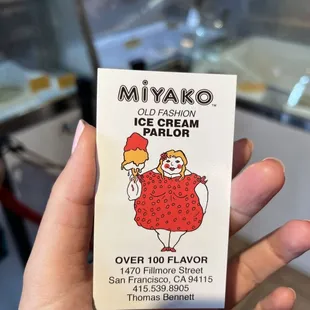 MiYAKO ™
OLD FASHION
ICE CREAM
PARLOR
OVER 100 FLAVOR
1470 Fillmore Street
San Francisco, CA 94115
415.539.8905
Thomas Bennett